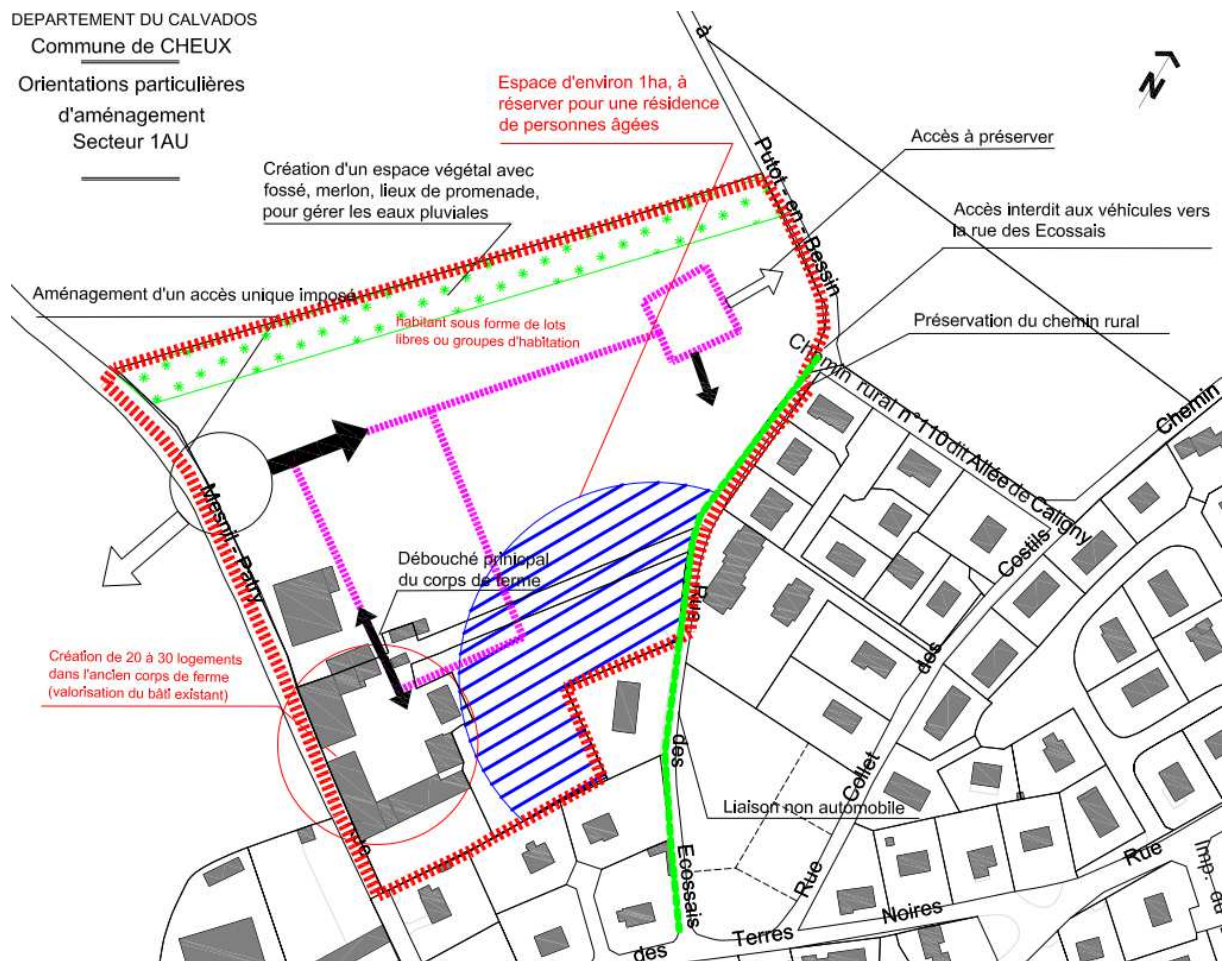 DEPARTEMENT DU CALVADOS
Commune de CHEUX
Orientations particulières
d'aménagement
Secteur 1AU
Espace d'environ 1ha, à
réserver pour une résidence
de personnes âgées
à
N
Accès à préserver
Création d'un espace végétal avec
fossé, merlon, lieux de promenade,
pour gérer les eaux pluviales
Putot - en - Bessin
Accès interdit aux véhicules vers
la rue des Ecossais
Aménagement d'un accès unique imposé
habitant sous forme de lots
libres ou groupes d'habitation
Préservation du chemin rural
Chemin rural n°110 dit Allée de Caligny
Chemin
Mesnil - Patry
Débouché prinicpal
du corps de ferme
Rue
des
Ecossais
Création de 20 à 30 logements
dans l'ancien corps de ferme
(valorisation du bâti existant)
Liaison non automobile
Rue
Collet
des
Costils
des
Terres
Noires
Rue
Imp. au